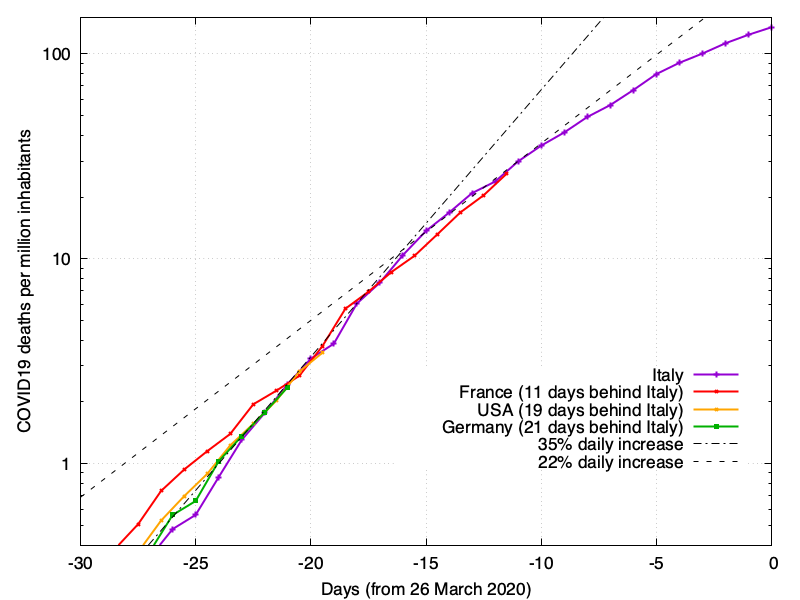 100
10
1
COVID19 deaths per million inhabitants
Italy
France (11 days behind Italy)
USA (19 days behind Italy)
Germany (21 days behind Italy)
35% daily increase
22% daily increase
-30 -25 -20 -15 -10 -5 0
Days (from 26 March 2020)